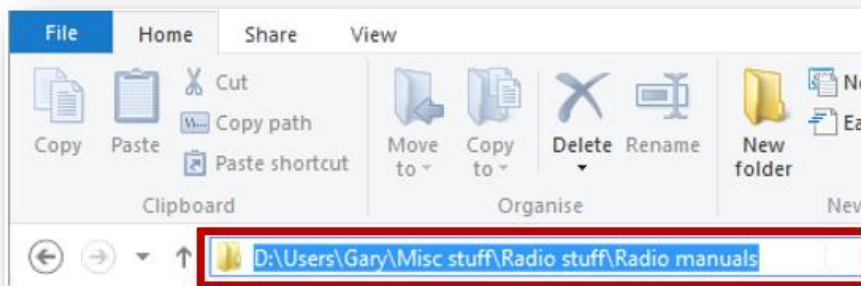 File Home Share View
Copy
Paste
Cut
Copy path
Paste shortcut
Clipboard
Move to
Copy to
Delete
Rename
Organise
New folder
D:\Users\Gary\Misc stuff\Radio stuff\Radio manuals